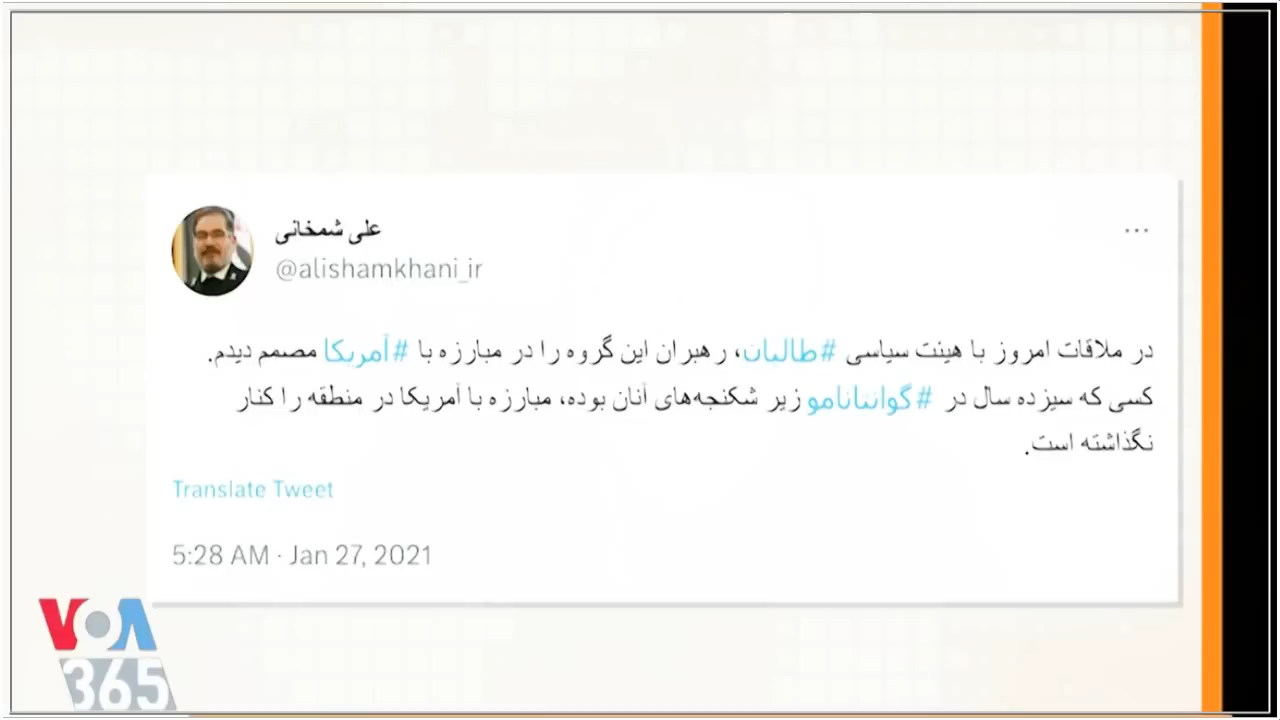 علی شمخانی
...
@alishamkhani_ir
در ملاقات امروز با هیئت سیاسی #طالبان، رهبران این گروه را در مبارزه با #آمریکا مصمم دیدم.
کسی که سیزده سال در #گوانتانامو زیر شکنجه‌های آنان بوده، مبارزه با آمریکا در منطقه را کنار
نگذاشته است.
Translate Tweet
5:28 AM · Jan 27, 2021
VOA
365